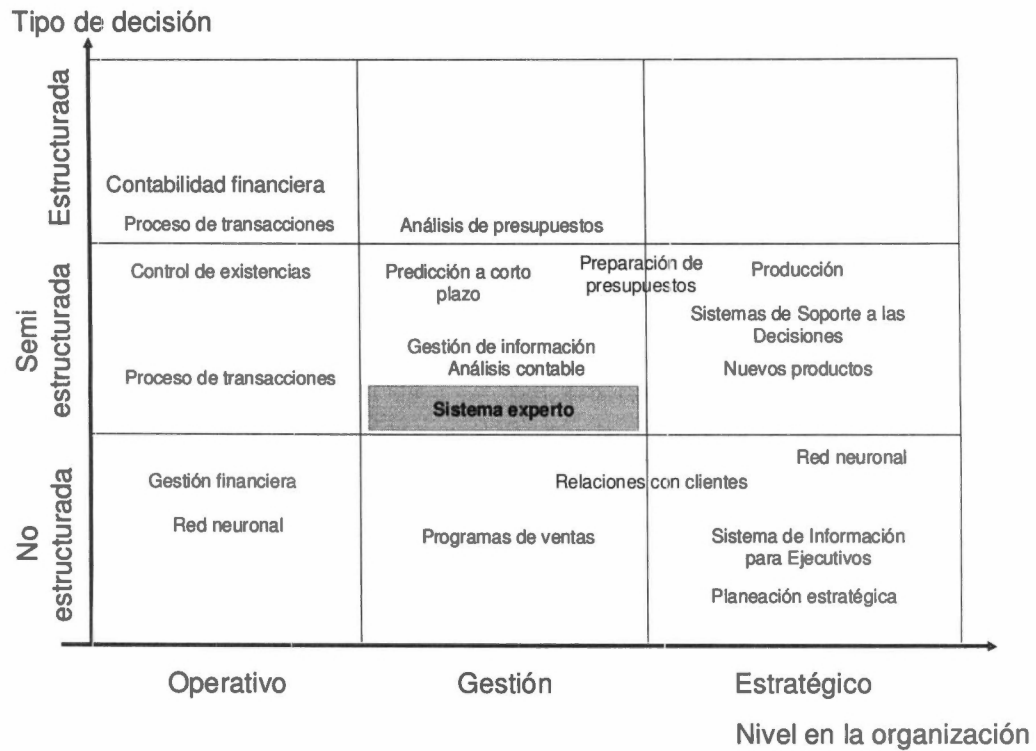 Tipo de decisión
Estructurada
Contabilidad financiera
Proceso de transacciones
Análisis de presupuestos
Semi
estructurada
Control de existencias
Proceso de transacciones
Predicción a corto
plazo
Preparación de
presupuestos
Gestión de información
Análisis contable
Sistema experto
Producción
Sistemas de Soporte a las
Decisiones
Nuevos productos
No
estructurada
Gestión financiera
Red neuronal
Relaciones con clientes
Programas de ventas
Red neuronal
Sistema de Información
para Ejecutivos
Planeación estratégica
Operativo
Gestión
Estratégico
Nivel en la organización